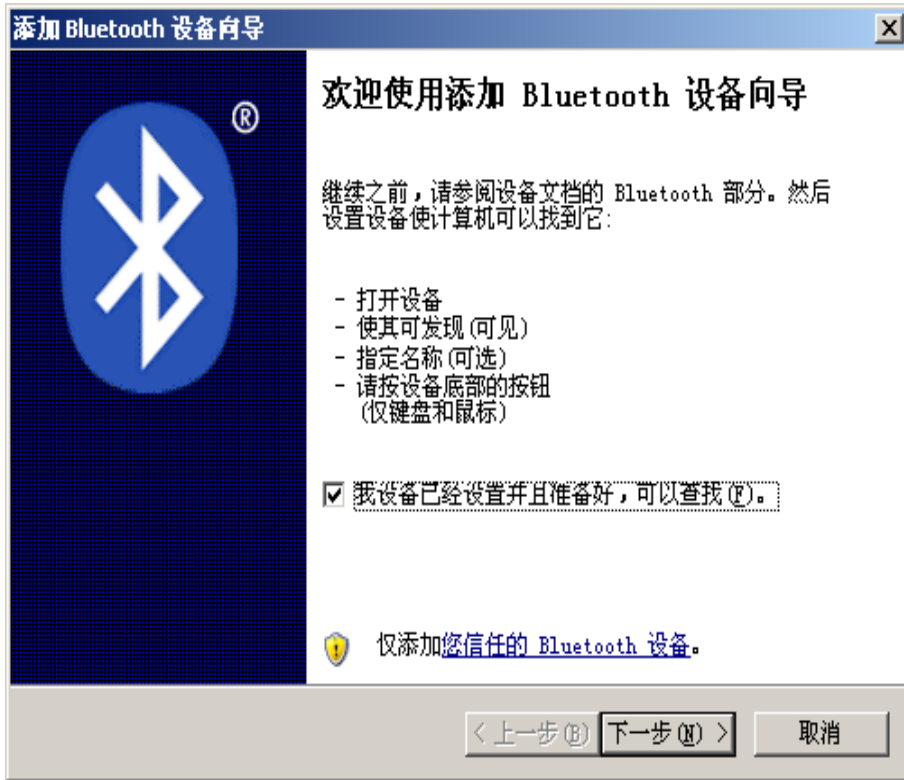 添加 Bluetooth 设备向导
®
欢迎使用添加 Bluetooth 设备向导
继续之前，请参阅设备文档的 Bluetooth 部分。然后
设置设备使计算机可以找到它:
- 打开设备
- 使其可发现(可见)
- 指定名称(可选)
- 请按设备底部的按钮
(仅键盘和鼠标)
我设备已经设置并且准备好，可以查找(F)。
仅添加您信任的 Bluetooth 设备。
< 上一步(B)
下一步(N) >
取消